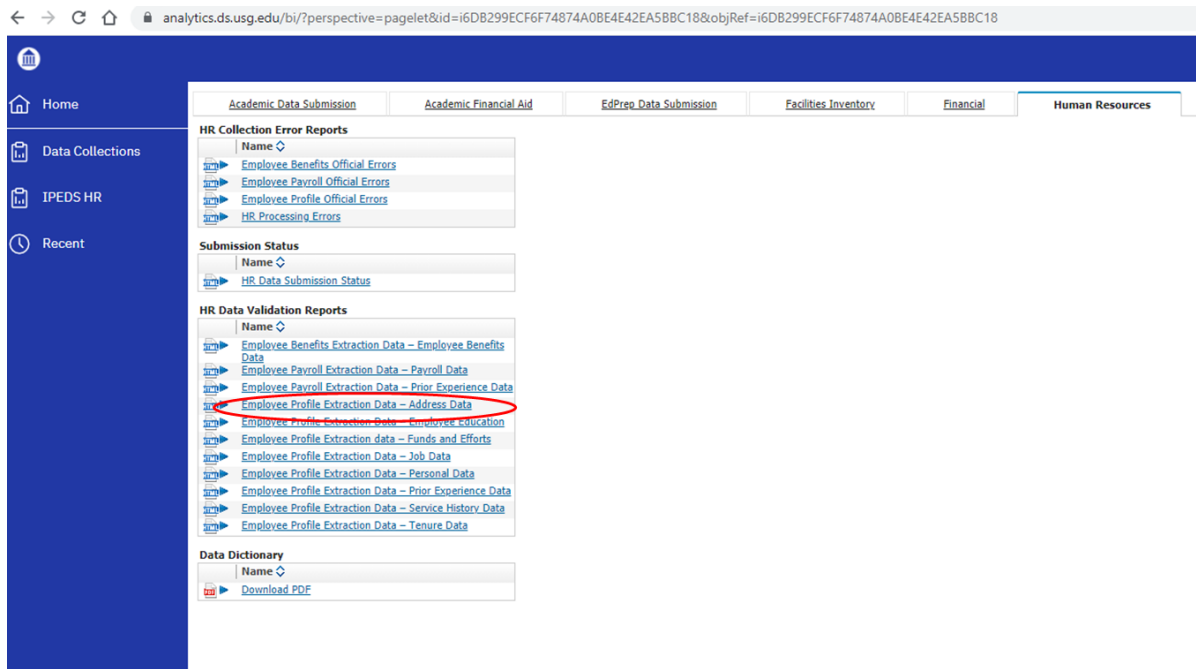 analytics.ds.usg.edu/bi/?perspective=pagelet&id=i6DB299ECF6F74874A0BE4E42EA5BBC18&objRef=i6DB299ECF6F74874A0BE4E42EA5BBC18
Home
Data Collections
IPEDS HR
Recent
Academic Data Submission
Academic Financial Aid
EdPrep Data Submission
Facilities Inventory
Financial
Human Resources
HR Collection Error Reports
Name
Employee Benefits Official Errors
Employee Payroll Official Errors
Employee Profile Official Errors
HR Processing Errors
Submission Status
Name
HR Data Submission Status
HR Data Validation Reports
Name
Employee Benefits Extraction Data – Employee Benefits
Data
Employee Payroll Extraction Data – Payroll Data
Employee Payroll Extraction Data – Prior Experience Data
Employee Profile Extraction Data – Address Data
Employee Profile Extraction Data – Employee Education
Employee Profile Extraction data – Funds and Efforts
Employee Profile Extraction Data – Job Data
Employee Profile Extraction Data – Personal Data
Employee Profile Extraction Data – Prior Experience Data
Employee Profile Extraction Data – Service History Data
Employee Profile Extraction Data – Tenure Data
Data Dictionary
Name
Download PDF